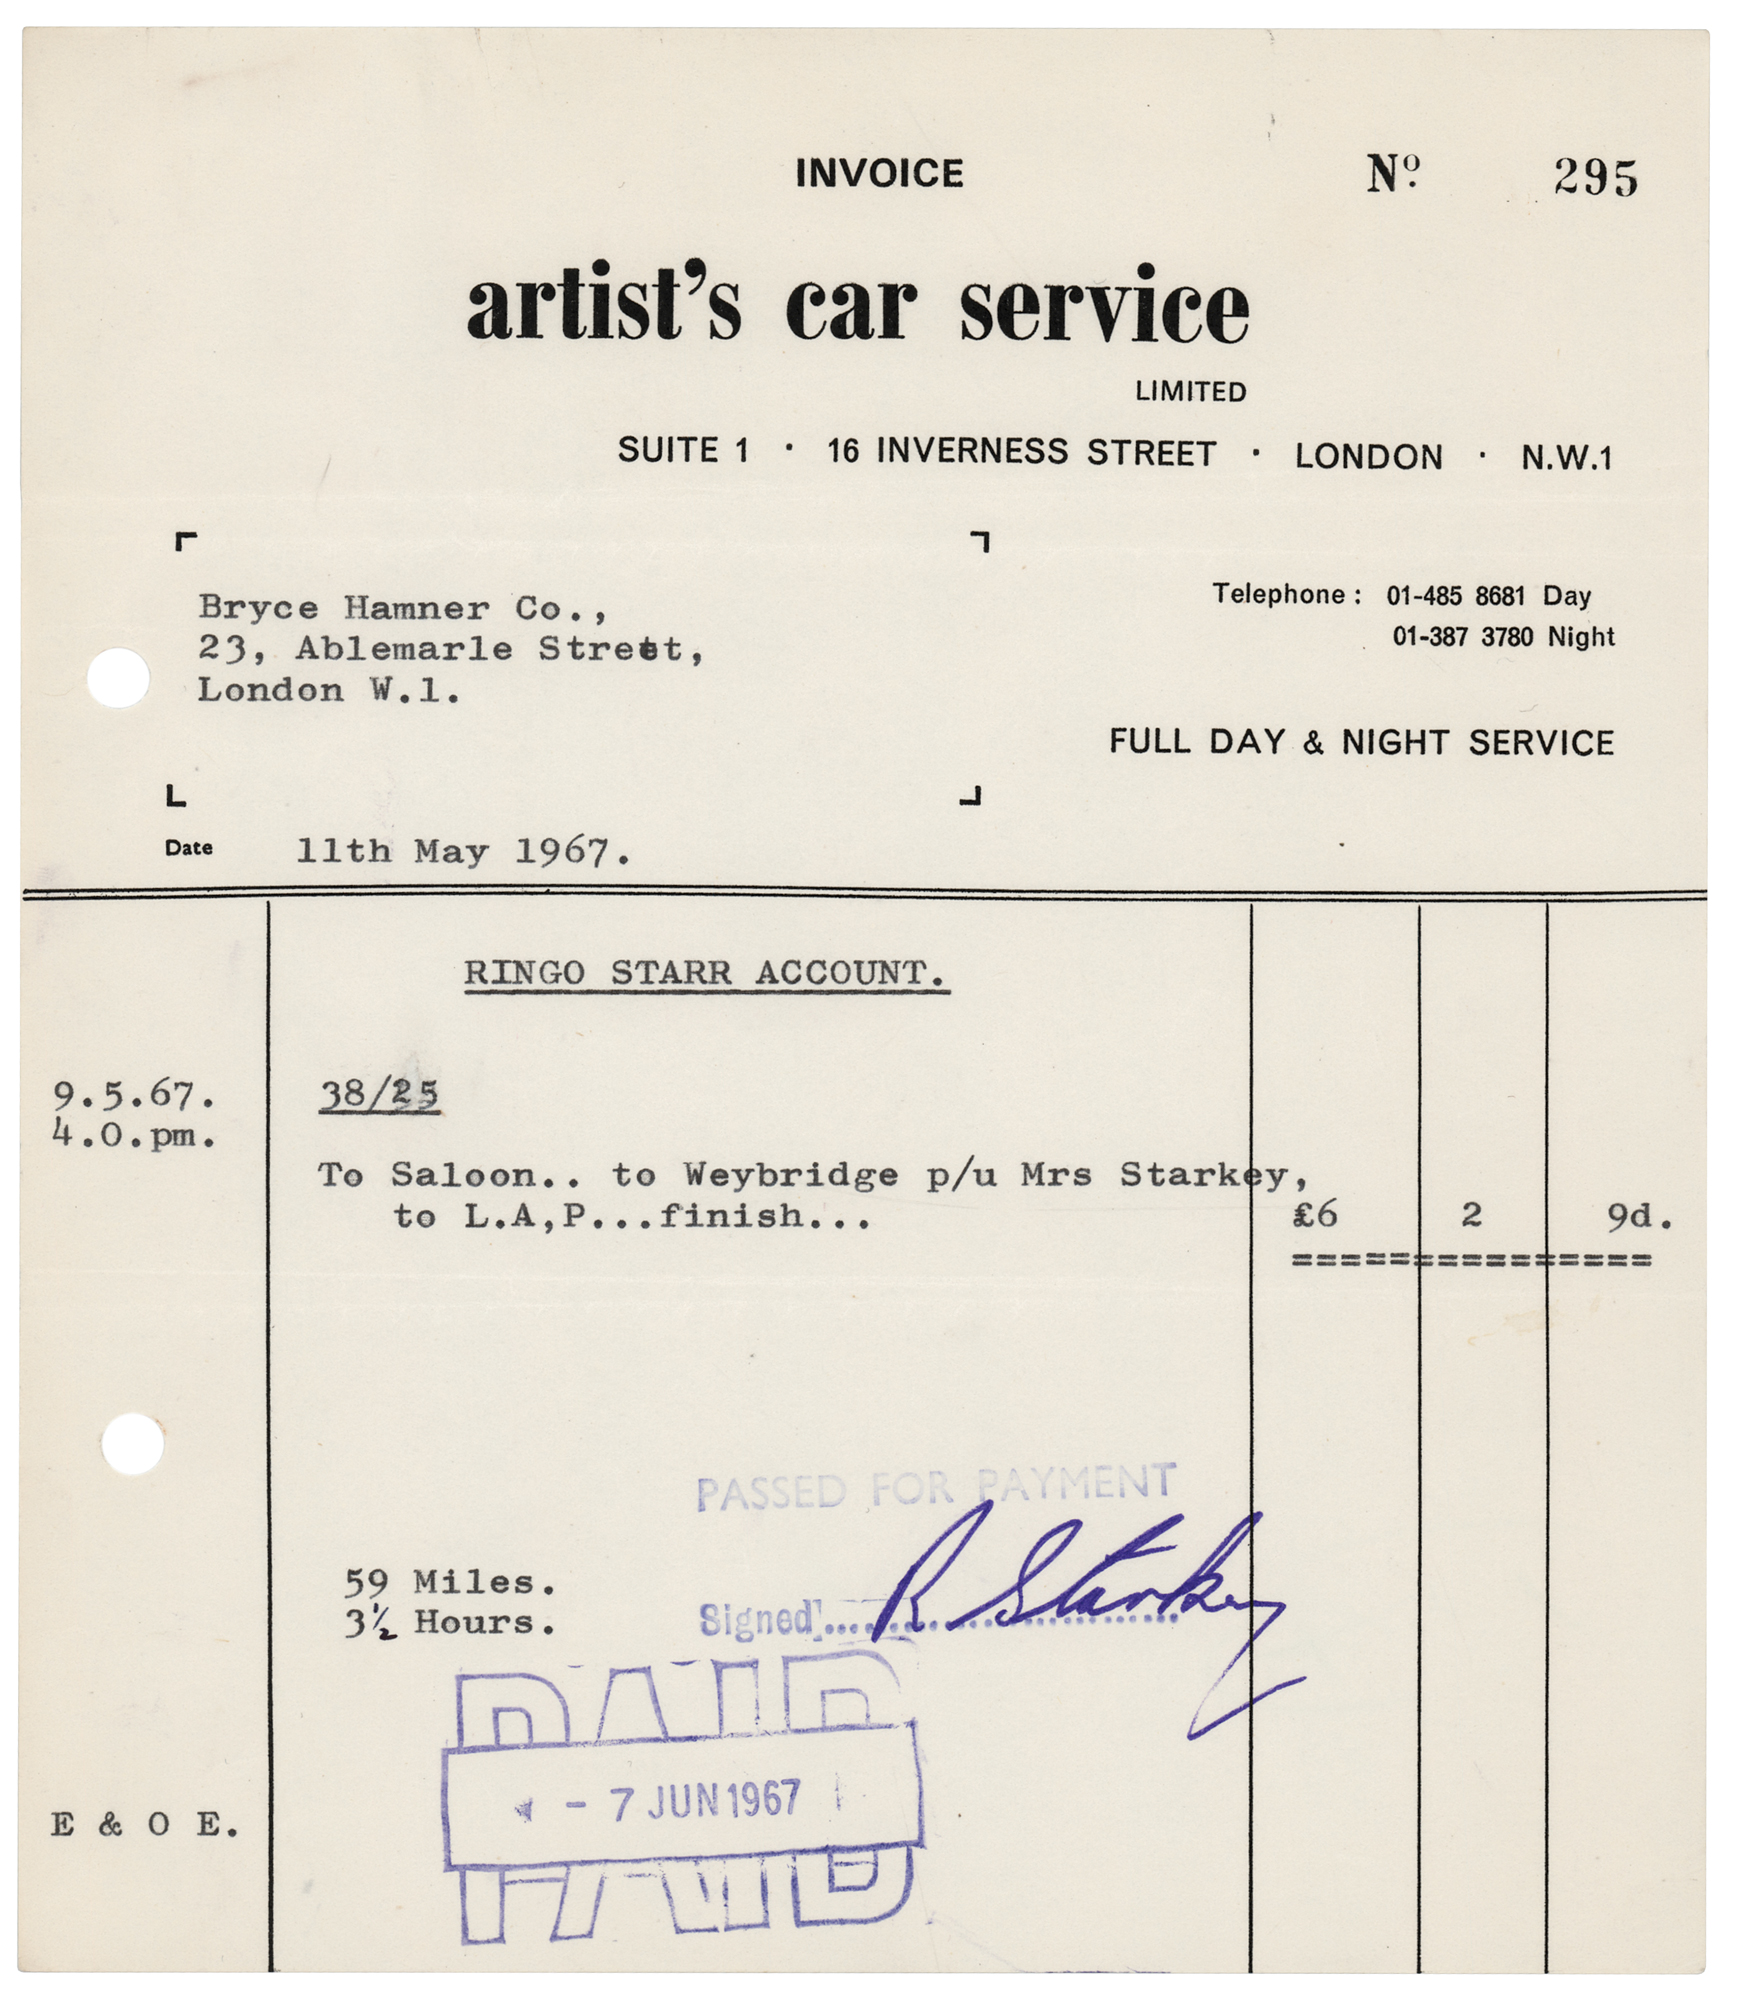 INVOICE
Nº 295
artist's car service
LIMITED
SUITE 1 · 16 INVERNESS STREET · LONDON · N.W.1
Bryce Hamner Co.,
23, Ablemarle Street,
London W.1.
Telephone : 01-485 8681 Day
01-387 3780 Night
FULL DAY & NIGHT SERVICE
Date 11th May 1967.
RINGO STARR ACCOUNT.
9.5.67. 38/25
4.0.pm.
To Saloon.. to Weybridge p/u Mrs Starkey,
to L.A,P...finish... £6 2 9d.
PASSED FOR PAYMENT
59 Miles.
3½ Hours.
Signed.... R Starkey
PAID
- 7 JUN 1967
E & O E.